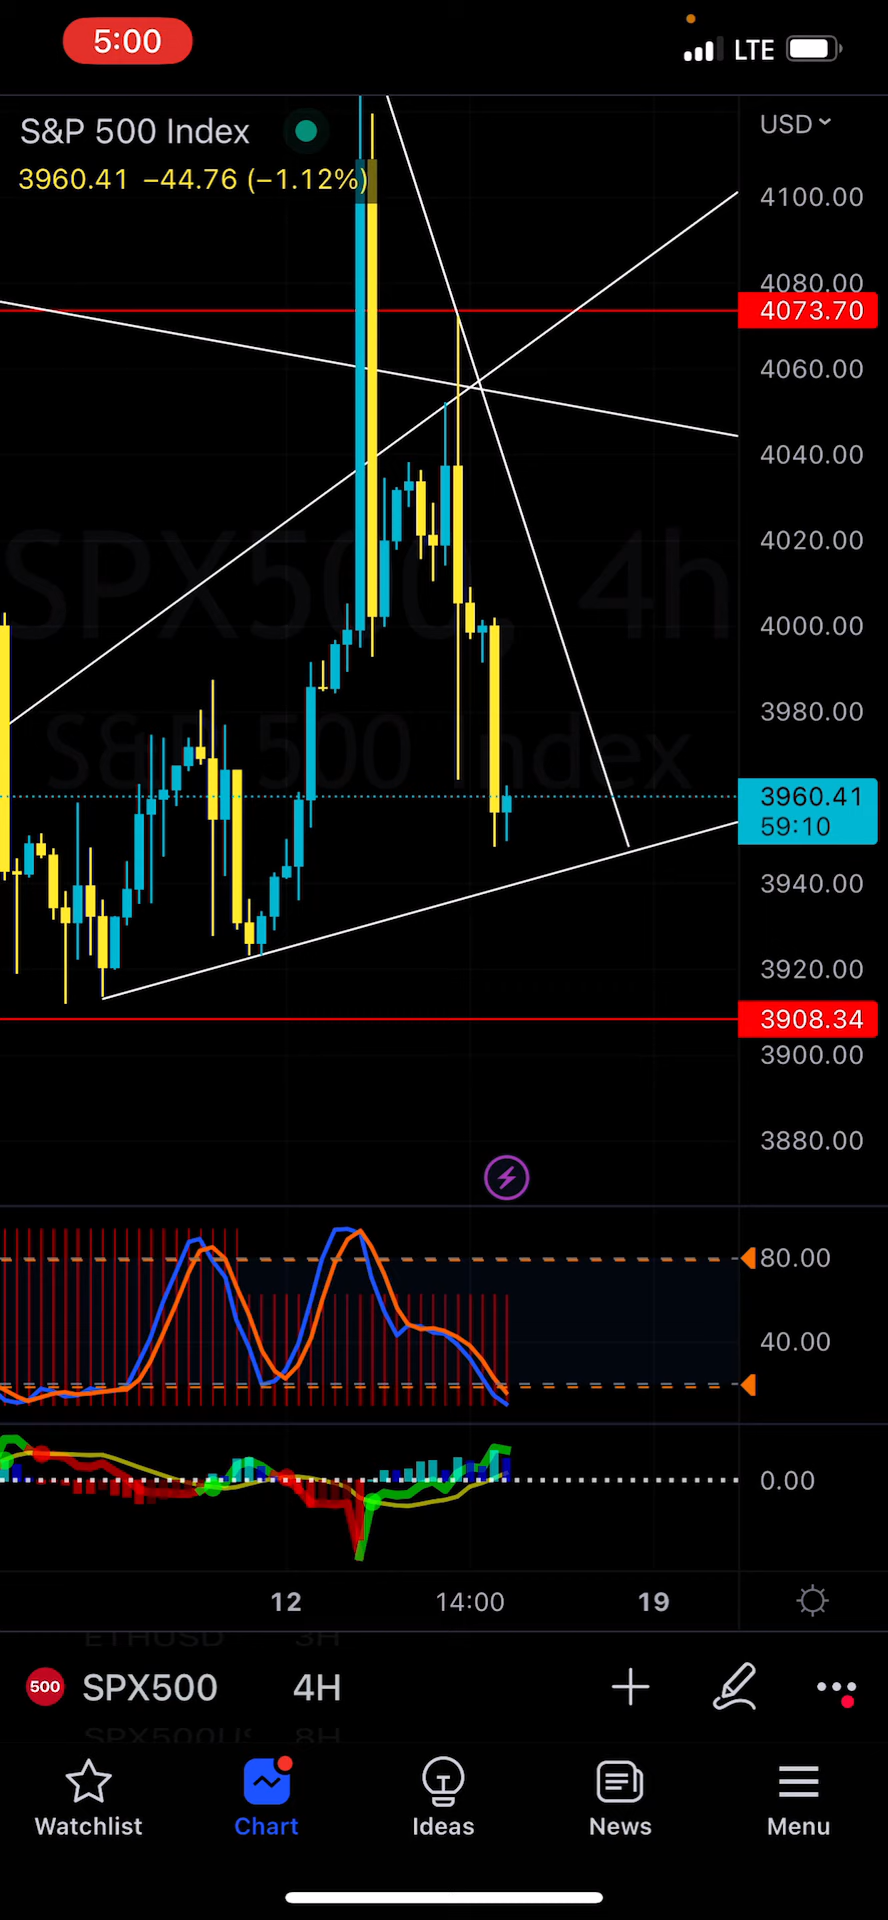 5:00
LTE
S&P 500 Index
USD
3960.41 −44.76 (−1.12%)
4100.00
4080.00
4073.70
4060.00
4040.00
4020.00
SPX500, 4h
4000.00
3980.00
S&P 500 Index
3960.41
59:10
3940.00
3920.00
3908.34
3900.00
3880.00
80.00
40.00
0.00
12 14:00 19
ETHUSD 3H
500 SPX500 4H
8H
Watchlist Chart Ideas News Menu